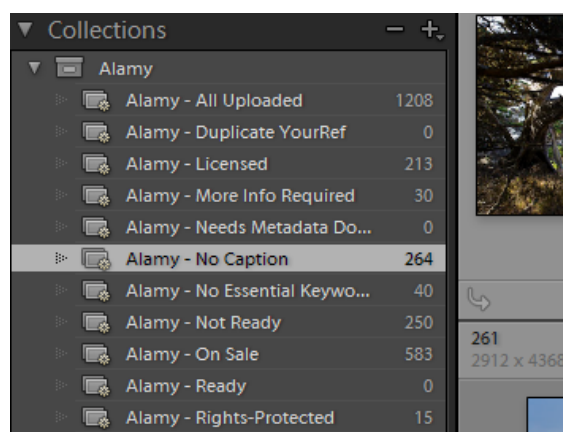 Collections
Alamy
Alamy - All Uploaded 1208
Alamy - Duplicate YourRef 0
Alamy - Licensed 213
Alamy - More Info Required 30
Alamy - Needs Metadata Do... 0
Alamy - No Caption 264
Alamy - No Essential Keywo... 40
Alamy - Not Ready 250
Alamy - On Sale 583
Alamy - Ready 0
Alamy - Rights-Protected 15
261
2912 x 4368